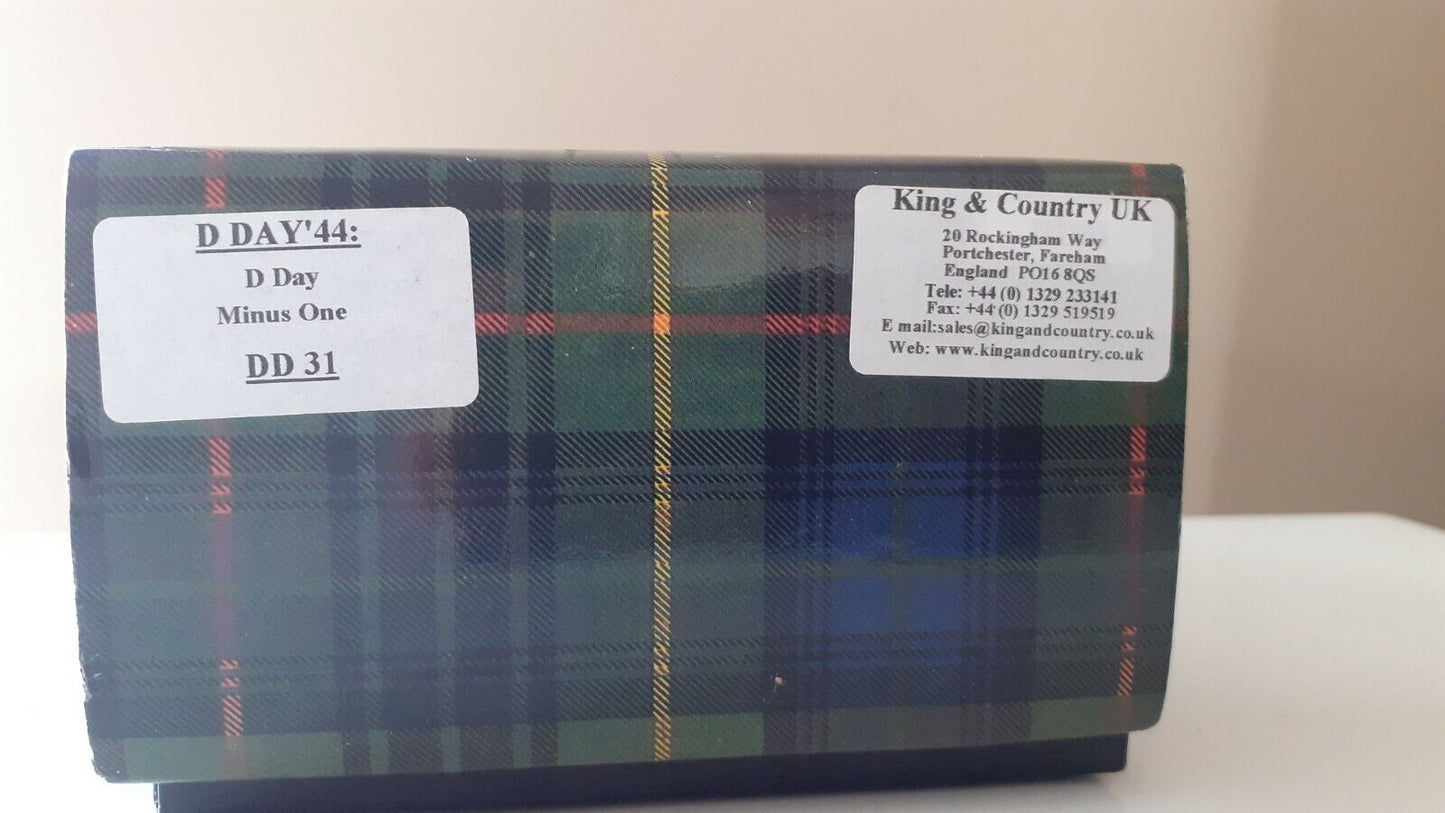 D DAY'44:
D Day
Minus One
DD 31
King & Country UK
20 Rockingham Way
Portchester, Fareham
England PO16 8QS
Tele: +44 (0) 1329 233141
Fax: +44 (0) 1329 519519
E mail:sales@kingandcountry.co.uk
Web: www.kingandcountry.co.uk